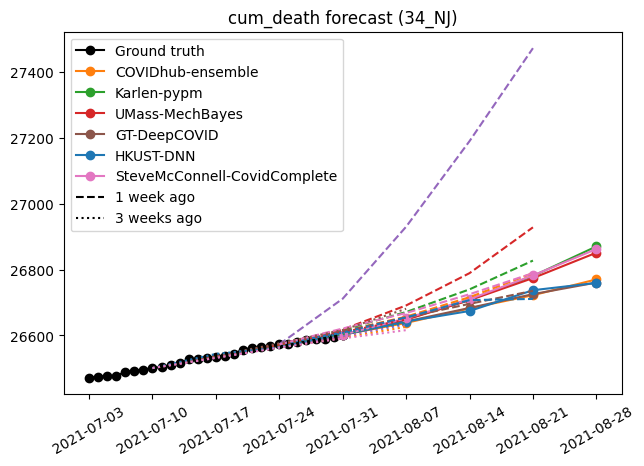 cum_death forecast (34_NJ)
Ground truth
COVIDhub-ensemble
Karlen-pypm
UMass-MechBayes
GT-DeepCOVID
HKUST-DNN
SteveMcConnell-CovidComplete
1 week ago
3 weeks ago
27400
27200
27000
26800
26600
2021-07-03
2021-07-10
2021-07-17
2021-07-24
2021-07-31
2021-08-07
2021-08-14
2021-08-21
2021-08-28